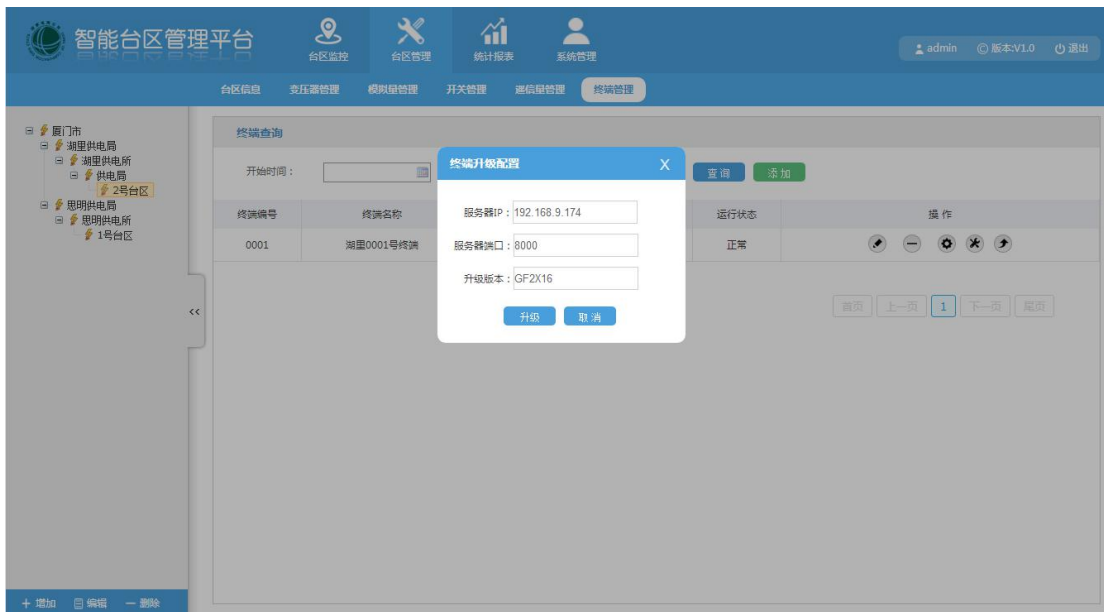 智能台区管理平台
台区监控 台区管理 统计报表 系统管理
admin 版本:V1.0 退出
台区信息 变压器管理 模拟量管理 开关管理 遥信量管理 终端管理
厦门市
湖里供电局
湖里供电所
供电局
2号台区
思明供电局
思明供电所
1号台区
终端查询
开始时间：
查询 添加
终端编号 终端名称 运行状态 操作
0001 湖里0001号终端 正常
首页 上一页 1 下一页 尾页
<<
终端升级配置 X
服务器IP：192.168.9.174
服务器端口：8000
升级版本：GF2X16
升级 取消
+ 增加 编辑 — 删除